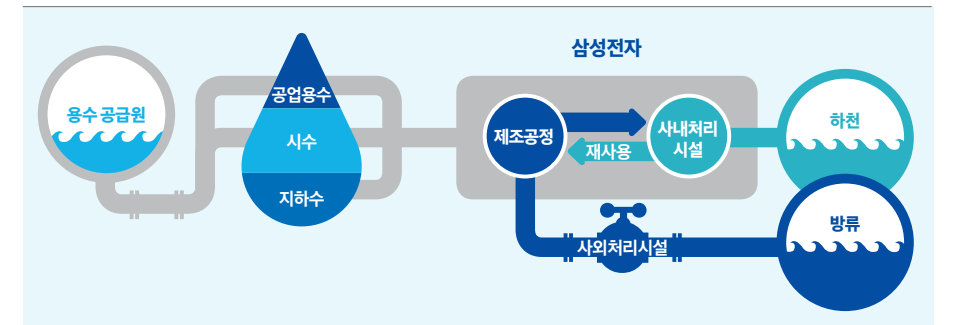 삼성전자
용수 공급원
공업용수
시수
지하수
제조공정
재사용
사내처리
시설
하천
사외처리시설
방류